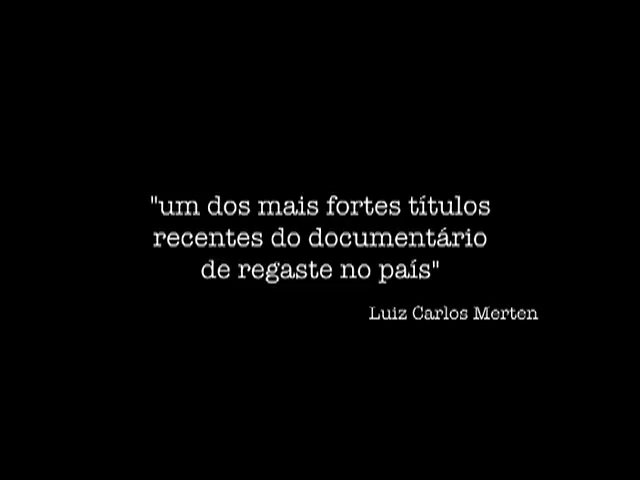 "um dos mais fortes títulos
recentes do documentário
de regaste no país"
Luiz Carlos Merten